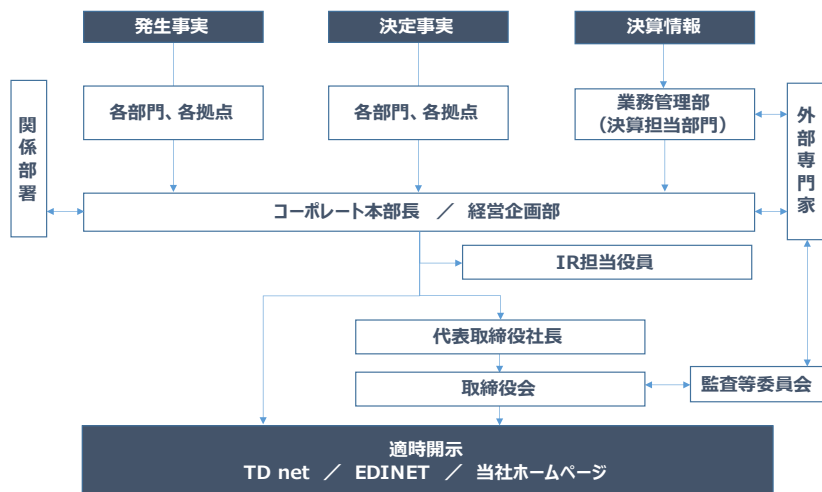 発生事実
決定事実
決算情報
関係部署
各部門、各拠点
各部門、各拠点
業務管理部
(決算担当部門)
外部専門家
コーポレート本部長 / 経営企画部
IR担当役員
代表取締役社長
取締役会
監査等委員会
適時開示
TD net / EDINET / 当社ホームページ